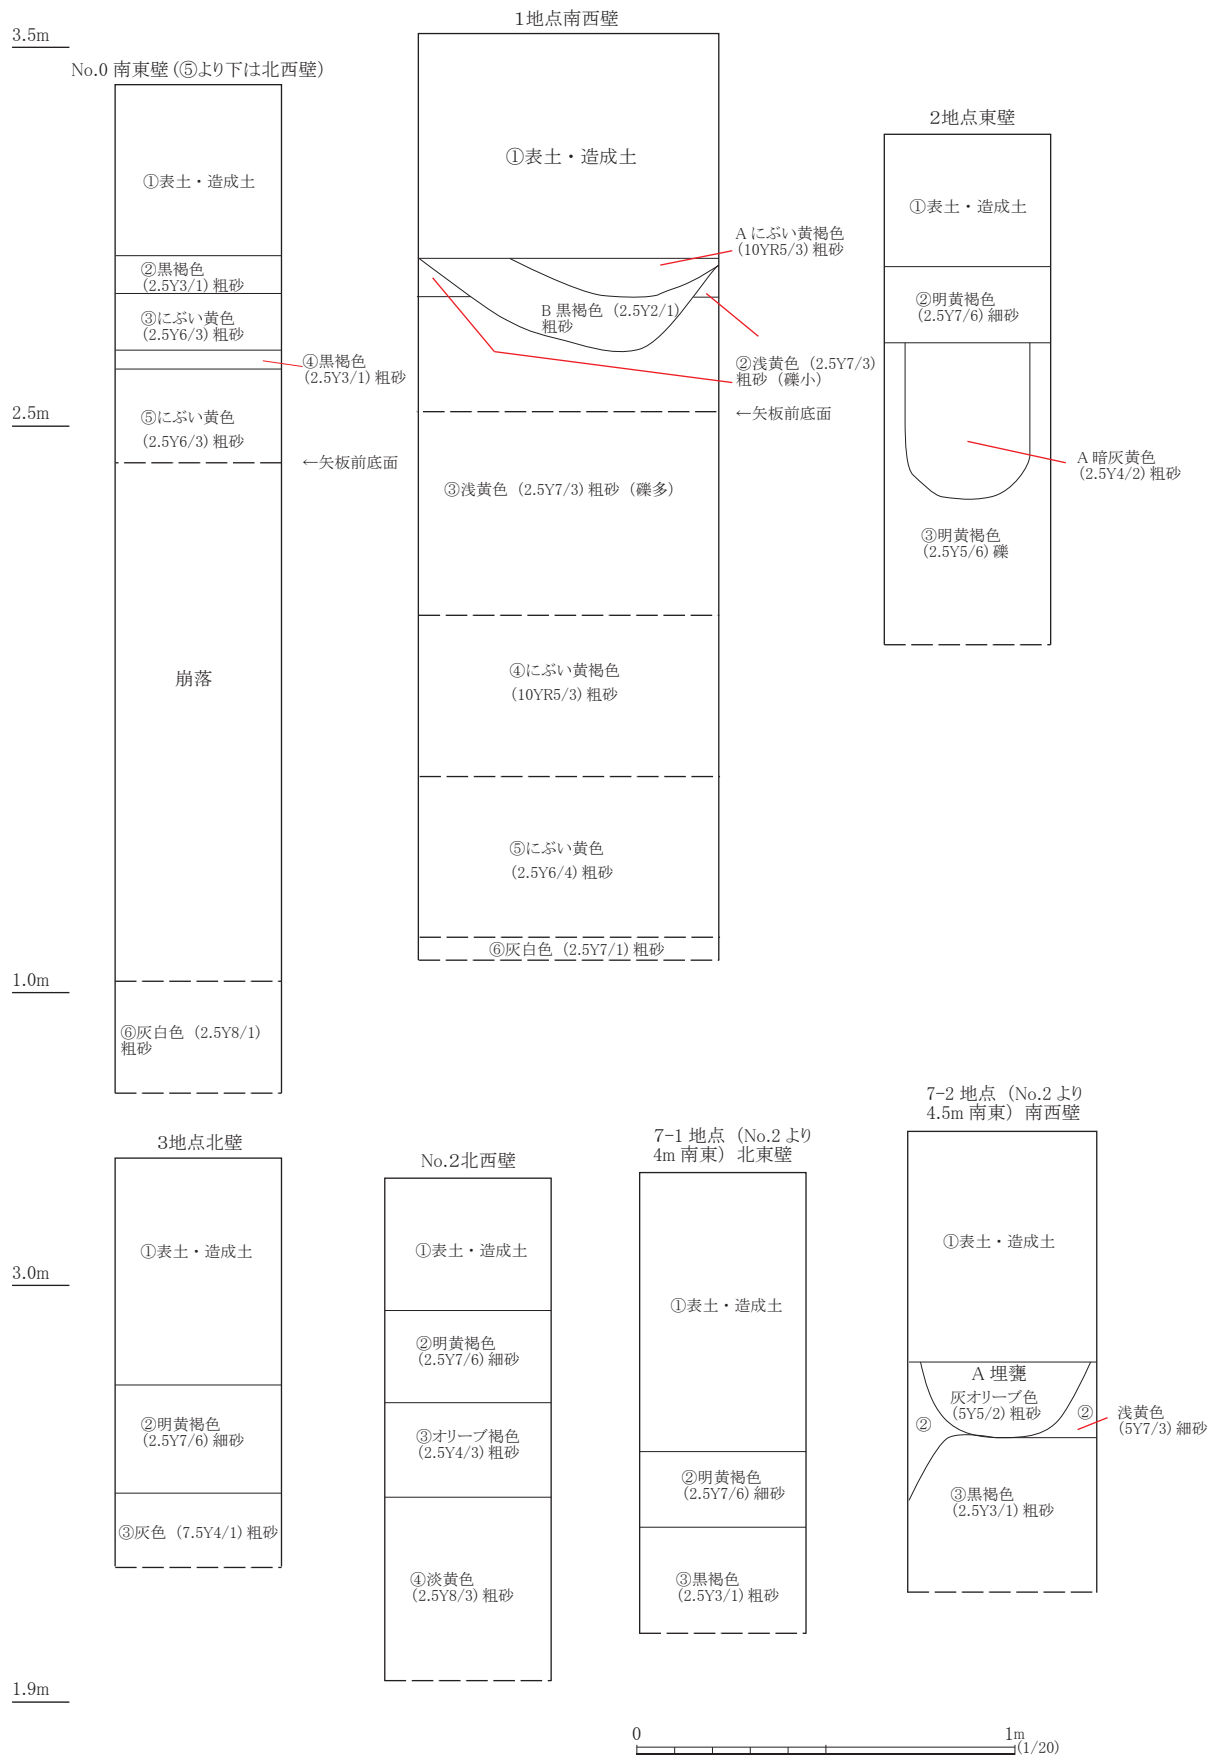 3.5m
No.0 南東壁（⑤より下は北西壁）
①表土・造成土
②黒褐色
(2.5Y3/1) 粗砂
③にぶい黄色
(2.5Y6/3) 粗砂
④黒褐色
(2.5Y3/1) 粗砂
2.5m
⑤にぶい黄色
(2.5Y6/3) 粗砂
←矢板前底面
崩落
1.0m
⑥灰白色（2.5Y8/1)
粗砂
1地点南西壁
①表土・造成土
A にぶい黄褐色
(10YR5/3) 粗砂
B 黒褐色（2.5Y2/1)
粗砂
②浅黄色（2.5Y7/3)
粗砂（礫小）
←矢板前底面
③浅黄色（2.5Y7/3) 粗砂（礫多）
④にぶい黄褐色
(10YR5/3) 粗砂
⑤にぶい黄色
(2.5Y6/4) 粗砂
⑥灰白色（2.5Y7/1) 粗砂
2地点東壁
①表土・造成土
②明黄褐色
(2.5Y7/6) 細砂
A 暗灰黄色
(2.5Y4/2) 粗砂
③明黄褐色
(2.5Y5/6) 礫
3地点北壁
①表土・造成土
3.0m
②明黄褐色
(2.5Y7/6) 細砂
③灰色（7.5Y4/1) 粗砂
1.9m
No.2北西壁
①表土・造成土
②明黄褐色
(2.5Y7/6) 細砂
③オリーブ褐色
(2.5Y4/3) 粗砂
④淡黄色
(2.5Y8/3) 粗砂
7-1 地点（No.2 より
4m 南東）北東壁
①表土・造成土
②明黄褐色
(2.5Y7/6) 細砂
③黒褐色
(2.5Y3/1) 粗砂
7-2 地点（No.2 より
4.5m 南東）南西壁
①表土・造成土
A 埋甕
灰オリーブ色
(5Y5/2) 粗砂
②
②
浅黄色
(5Y7/3) 細砂
③黒褐色
(2.5Y3/1) 粗砂
0 1m
(1/20)